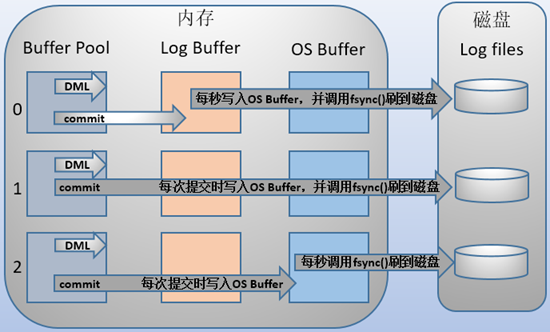 内存
磁盘
Buffer Pool
Log Buffer
OS Buffer
Log files
0
DML
commit
每秒写入OS Buffer，并调用fsync()刷到磁盘
1
DML
commit
每次提交时写入OS Buffer，并调用fsync()刷到磁盘
2
DML
commit
每次提交时写入OS Buffer
每秒调用fsync()刷到磁盘